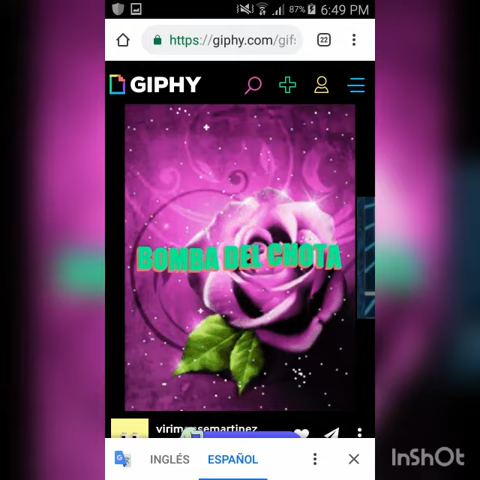 87% 6:49 PM
https://giphy.com/gif
22
GIPHY
BOMBA DEL CHOTA
INGLÉS ESPAÑOL
InShOt